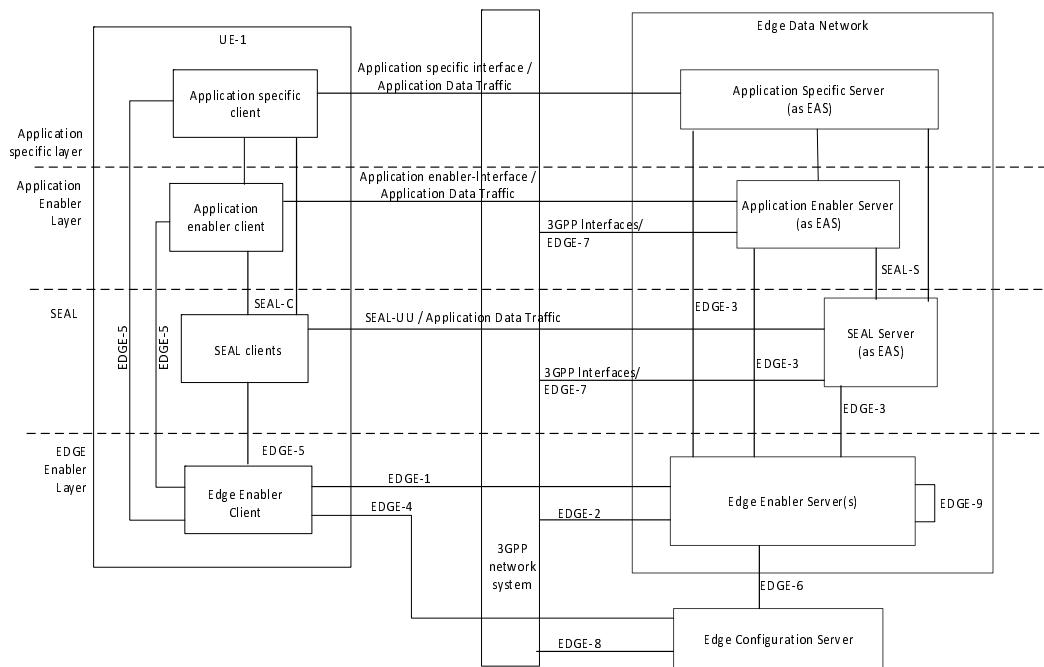 UE-1
Edge Data Network
Application specific interface /
Application Data Traffic
Application specific
client
Application Specific Server
(as EAS)
Application
specific layer
Application
Enabler
Layer
Application enabler-Interface /
Application Data Traffic
Application
enabler client
Application Enabler Server
(as EAS)
3GPP Interfaces/
EDGE-7
SEAL-S
SEAL
SEAL-C
EDGE-3
SEAL-UU / Application Data Traffic
EDGE-5
EDGE-5
SEAL clients
SEAL Server
(as EAS)
EDGE-3
3GPP Interfaces/
EDGE-7
EDGE-3
EDGE
Enabler
Layer
EDGE-5
EDGE-1
Edge Enabler
Client
EDGE-4
Edge Enabler Server(s)
EDGE-9
EDGE-2
3GPP
network
system
EDGE-6
EDGE-8
Edge Configuration Server